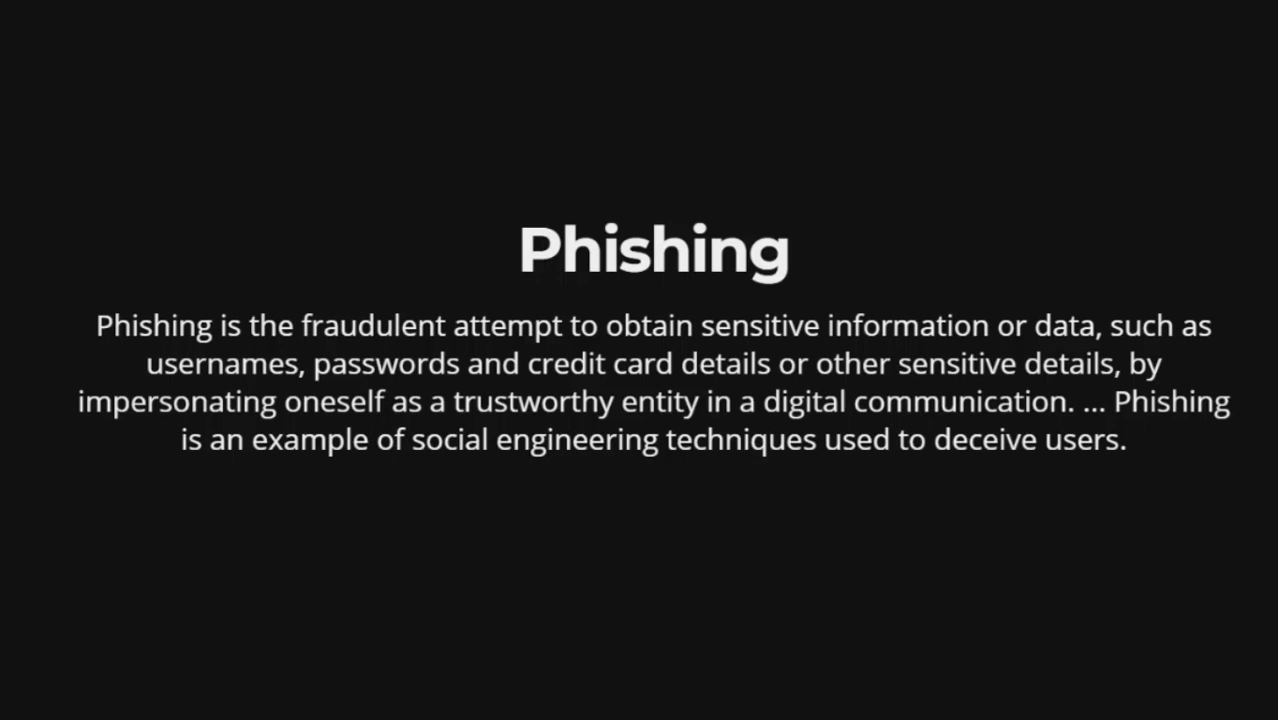 Phishing
Phishing is the fraudulent attempt to obtain sensitive information or data, such as
usernames, passwords and credit card details or other sensitive details, by
impersonating oneself as a trustworthy entity in a digital communication. ... Phishing
is an example of social engineering techniques used to deceive users.